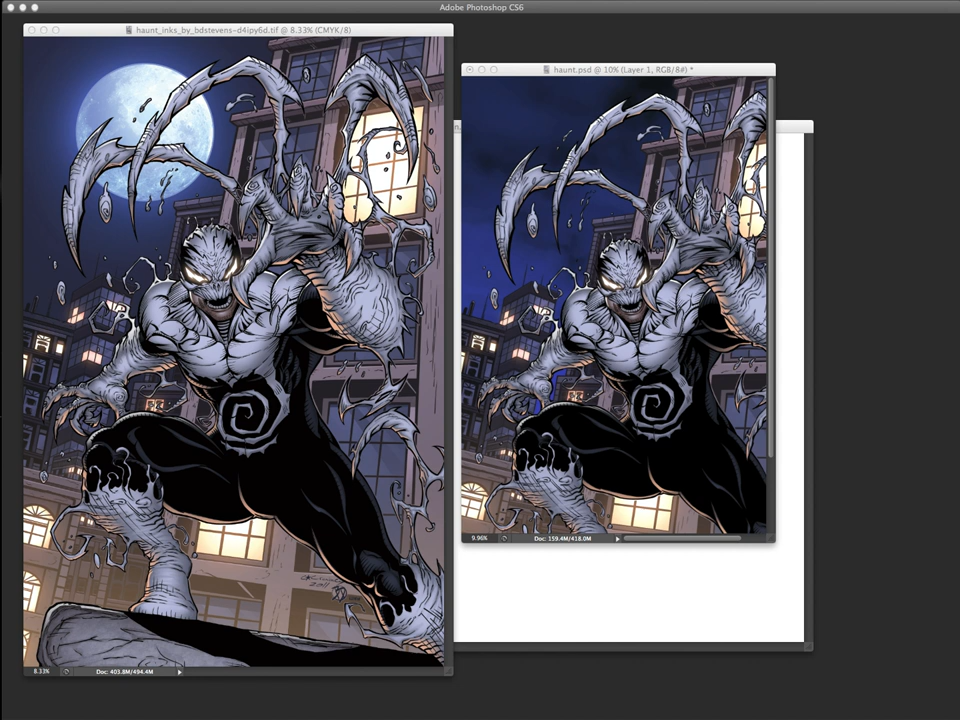 Adobe Photoshop CS6
haunt_inks_by_bdstevens-d4ipy6d.tif @ 8.33% (CMYK/8)
haunt.psd @ 10% (Layer 1, RGB/8#) *
9.96%
Doc: 159.4M/418.0M
2011
8.33%
Doc: 403.8M/494.4M